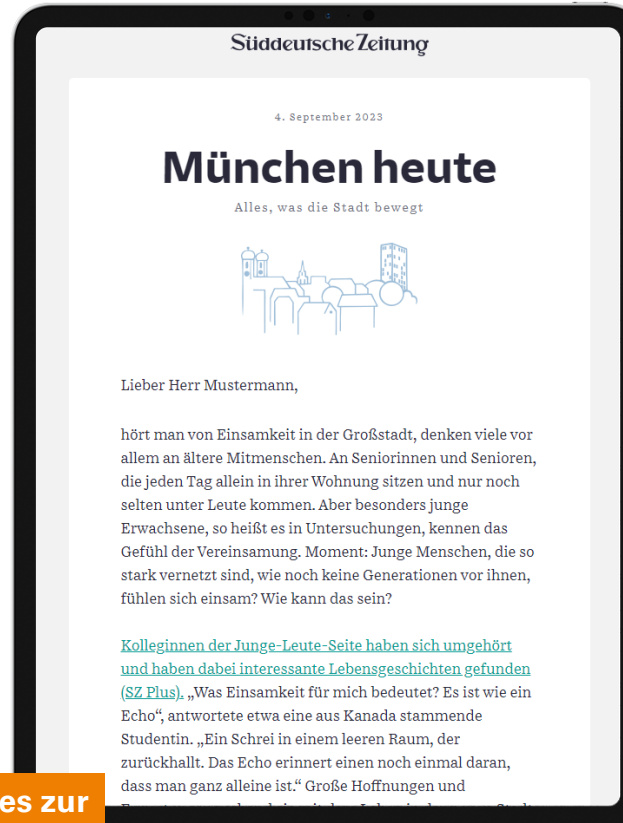 Süddeutsche Zeitung
4. September 2023
München heute
Alles, was die Stadt bewegt
Lieber Herr Mustermann,
hört man von Einsamkeit in der Großstadt, denken viele vor
allem an ältere Mitmenschen. An Seniorinnen und Senioren,
die jeden Tag allein in ihrer Wohnung sitzen und nur noch
selten unter Leute kommen. Aber besonders junge
Erwachsene, so heißt es in Untersuchungen, kennen das
Gefühl der Vereinsamung. Moment: Junge Menschen, die so
stark vernetzt sind, wie noch keine Generationen vor ihnen,
fühlen sich einsam? Wie kann das sein?
Kolleginnen der Junge-Leute-Seite haben sich umgehört
und haben dabei interessante Lebensgeschichten gefunden
(SZ Plus). „Was Einsamkeit für mich bedeutet? Es ist wie ein
Echo“, antwortete etwa eine aus Kanada stammende
Studentin. „Ein Schrei in einem leeren Raum, der
zurückhallt. Das Echo erinnert einen noch einmal daran,
dass man ganz alleine ist.“ Große Hoffnungen und
es zur